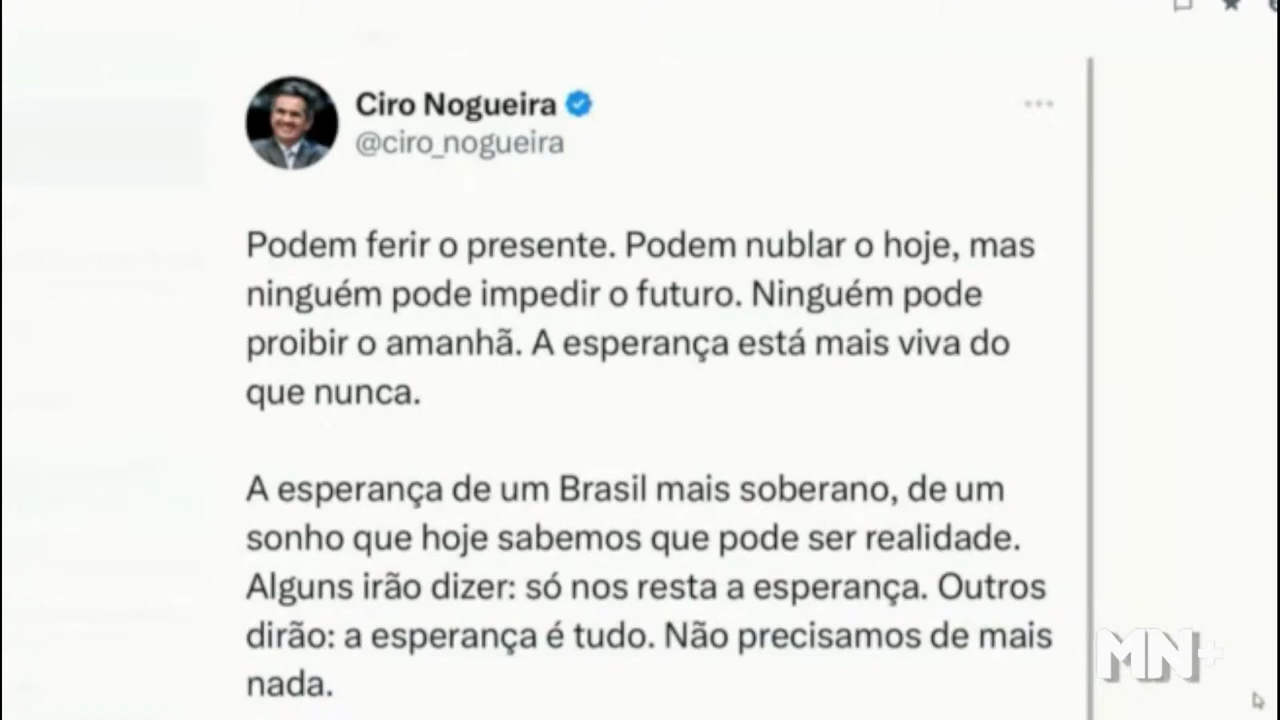 Ciro Nogueira
@ciro_nogueira
Podem ferir o presente. Podem nublar o hoje, mas
ninguém pode impedir o futuro. Ninguém pode
proibir o amanhã. A esperança está mais viva do
que nunca.
A esperança de um Brasil mais soberano, de um
sonho que hoje sabemos que pode ser realidade.
Alguns irão dizer: só nos resta a esperança. Outros
dirão: a esperança é tudo. Não precisamos de mais
nada.
MN+